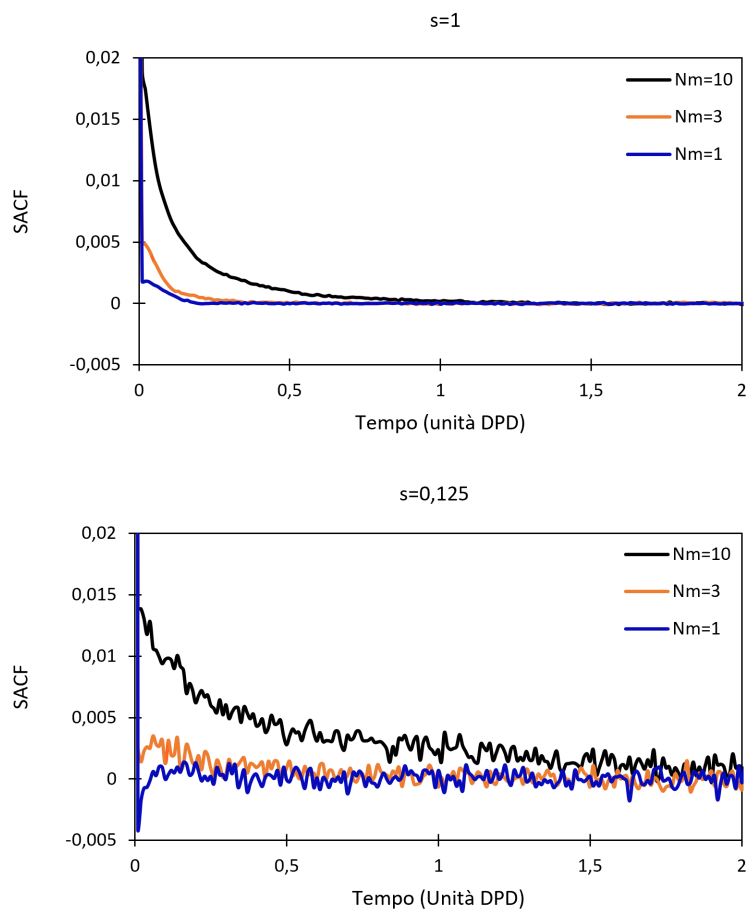 s=1
0,02
0,015
0,01
0,005
0
-0,005
SACF
Nm=10
Nm=3
Nm=1
0
0,5
1
1,5
2
Tempo (unità DPD)
s=0,125
0,02
0,015
0,01
0,005
0
-0,005
SACF
Nm=10
Nm=3
Nm=1
0
0,5
1
1,5
2
Tempo (Unità DPD)